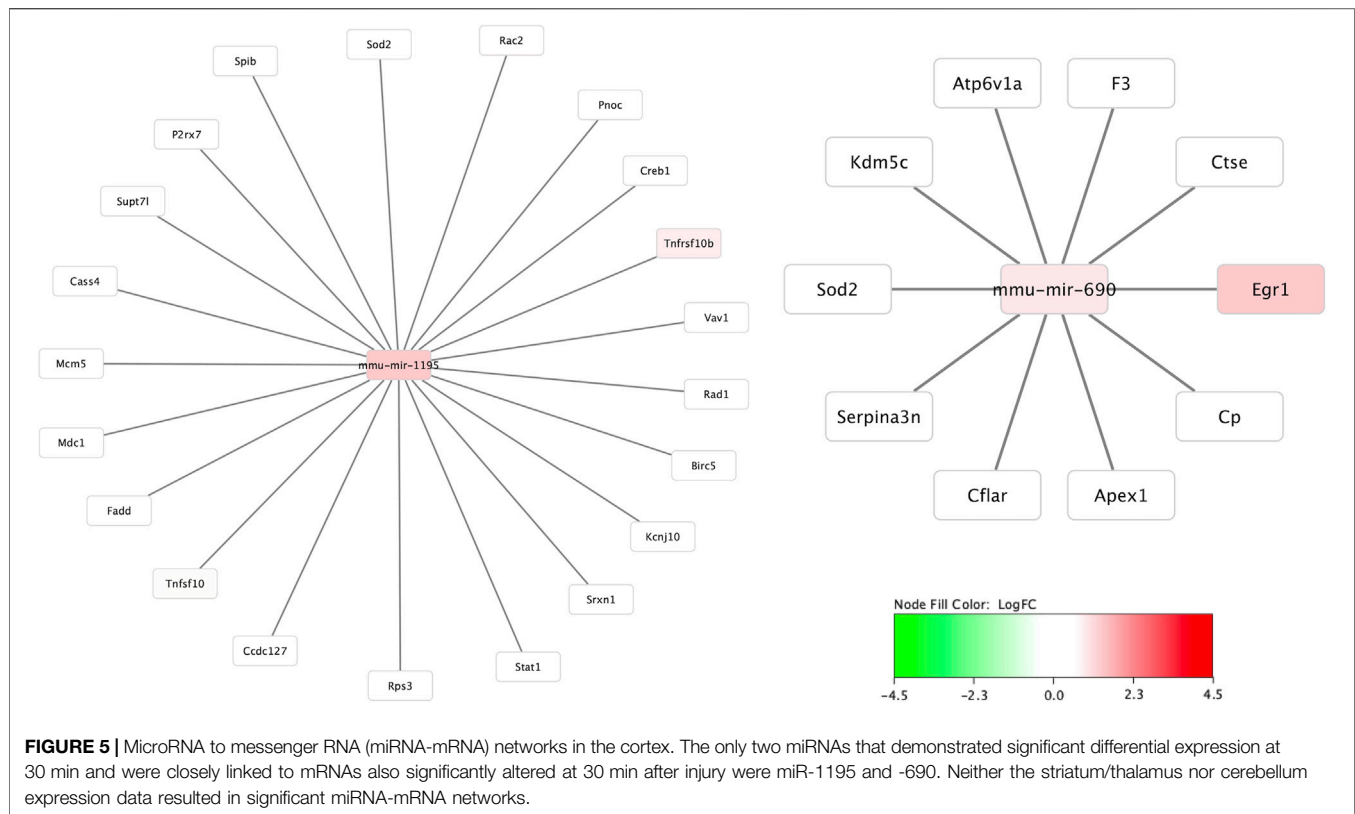 Sod2
Rac2
Spib
Pnoc
P2rx7
Creb1
Supt7l
Tnfrsf10b
Cass4
Vav1
mmu-mir-1195
Mcm5
Rad1
Mdc1
Birc5
Fadd
Kcnj10
Tnfsf10
Srxn1
Ccdc127
Stat1
Rps3
Atp6v1a
F3
Kdm5c
Ctse
Sod2
mmu-mir-690
Egr1
Serpina3n
Cp
Cflar
Apex1
Node Fill Color: LogFC
-4.5 -2.3 0.0 2.3 4.5
FIGURE 5 | MicroRNA to messenger RNA (miRNA-mRNA) networks in the cortex. The only two miRNAs that demonstrated significant differential expression at
30 min and were closely linked to mRNAs also significantly altered at 30 min after injury were miR-1195 and -690. Neither the striatum/thalamus nor cerebellum
expression data resulted in significant miRNA-mRNA networks.